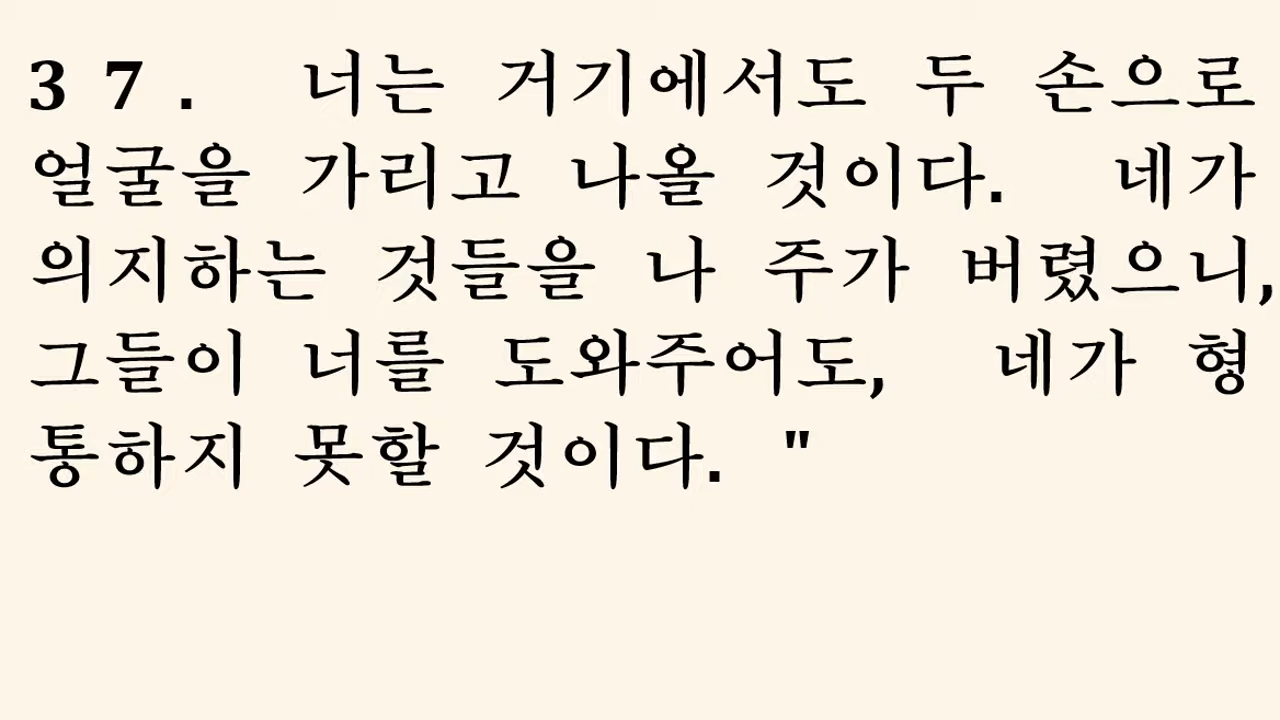 37. 너는 거기에서도 두 손으로
얼굴을 가리고 나올 것이다. 네가
의지하는 것들을 나 주가 버렸으니,
그들이 너를 도와주어도, 네가 형
통하지 못할 것이다. "